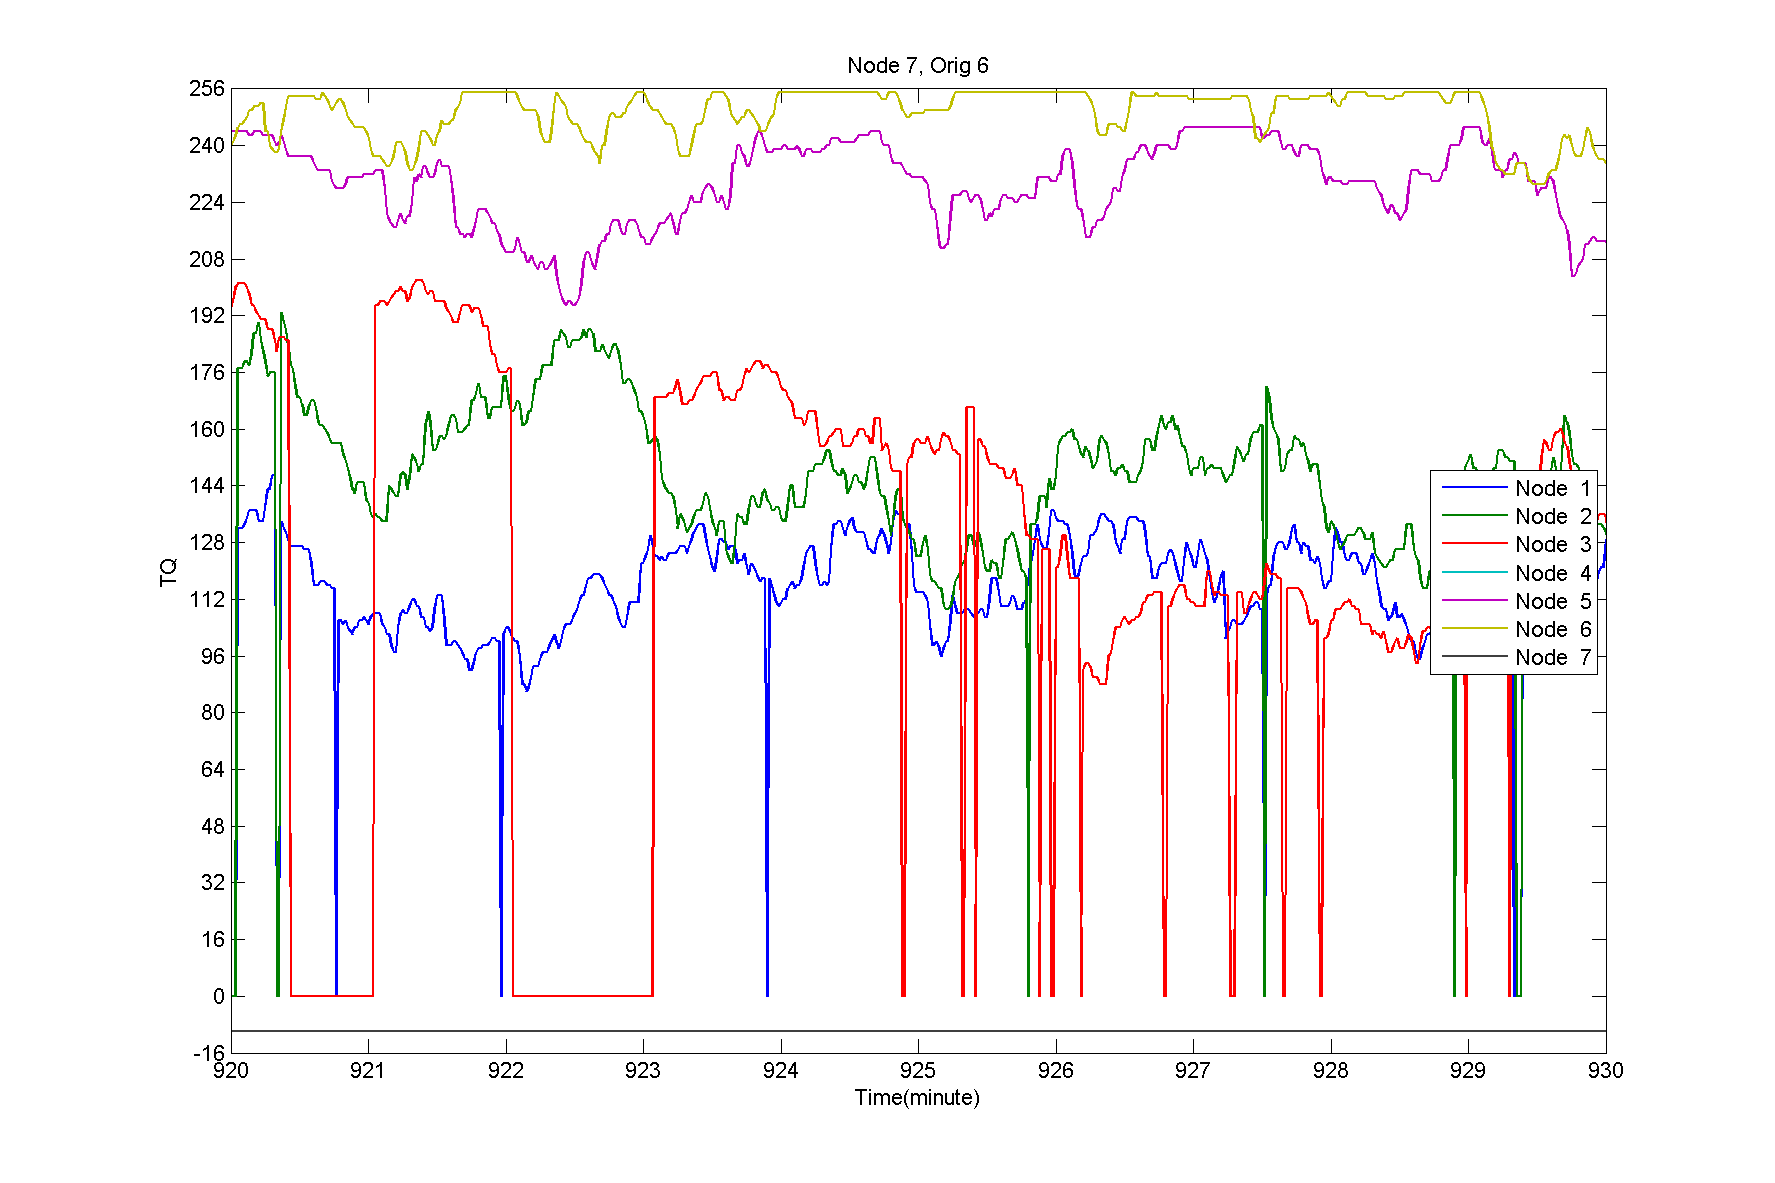 Node 7, Orig 6
256
240
224
208
192
176
160
144
128
112
96
80
64
48
32
16
0
-16
TQ
Node 1
Node 2
Node 3
Node 4
Node 5
Node 6
Node 7
920 921 922 923 924 925 926 927 928 929 930
Time(minute)